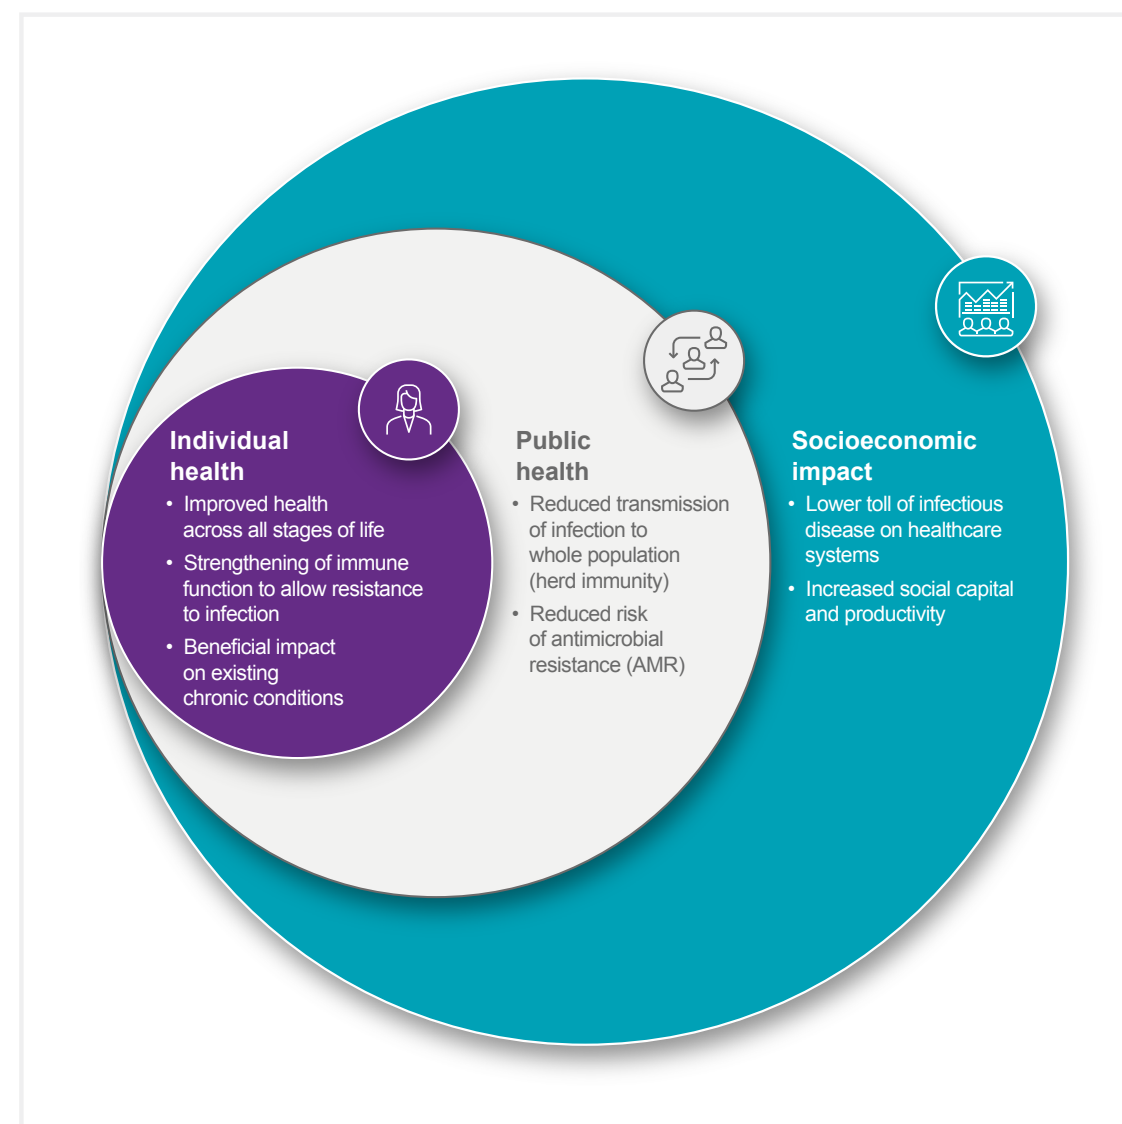 Individual
health
• Improved health
across all stages of life
• Strengthening of immune
function to allow resistance
to infection
• Beneficial impact
on existing
chronic conditions
Public
health
• Reduced transmission
of infection to
whole population
(herd immunity)
• Reduced risk
of antimicrobial
resistance (AMR)
Socioeconomic
impact
• Lower toll of infectious
disease on healthcare
systems
• Increased social capital
and productivity